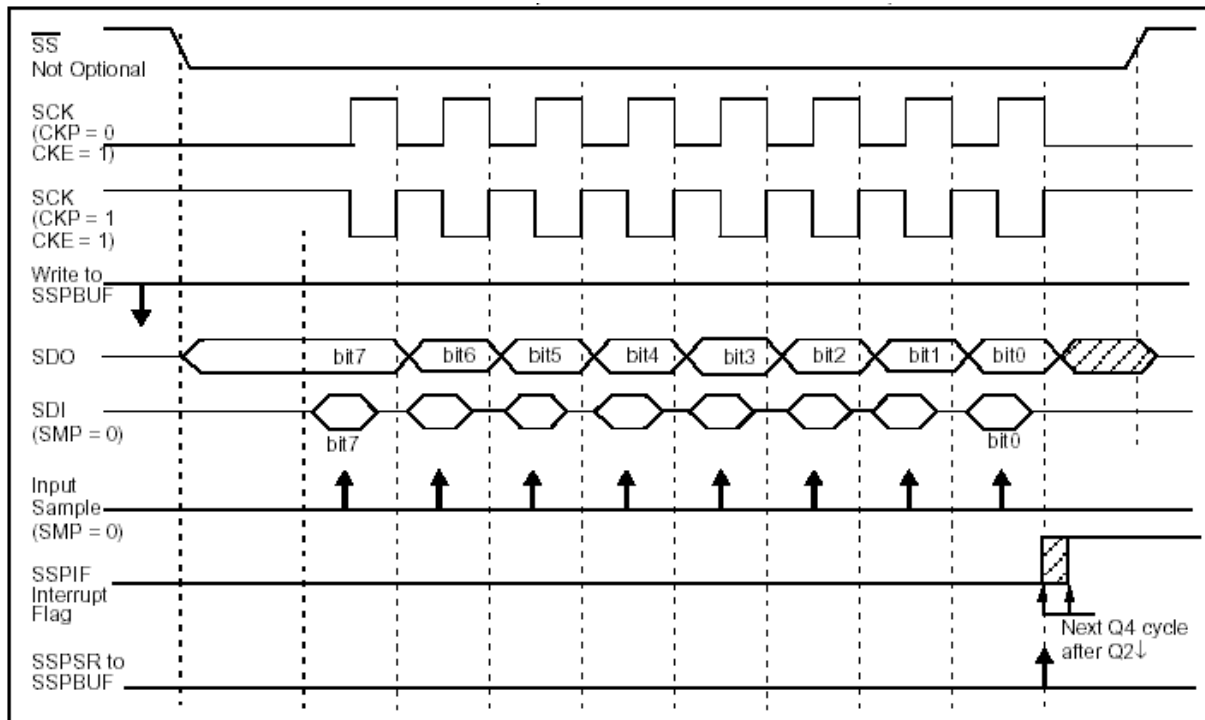 SS
Not Optional
SCK
(CKP = 0
CKE = 1)
SCK
(CKP = 1
CKE = 1)
Write to
SSPBUF
SDO
bit7 bit6 bit5 bit4 bit3 bit2 bit1 bit0
SDI
(SMP = 0)
bit7 bit0
Input
Sample
(SMP = 0)
SSPIF
Interrupt
Flag
Next Q4 cycle
after Q2↓
SSPSR to
SSPBUF